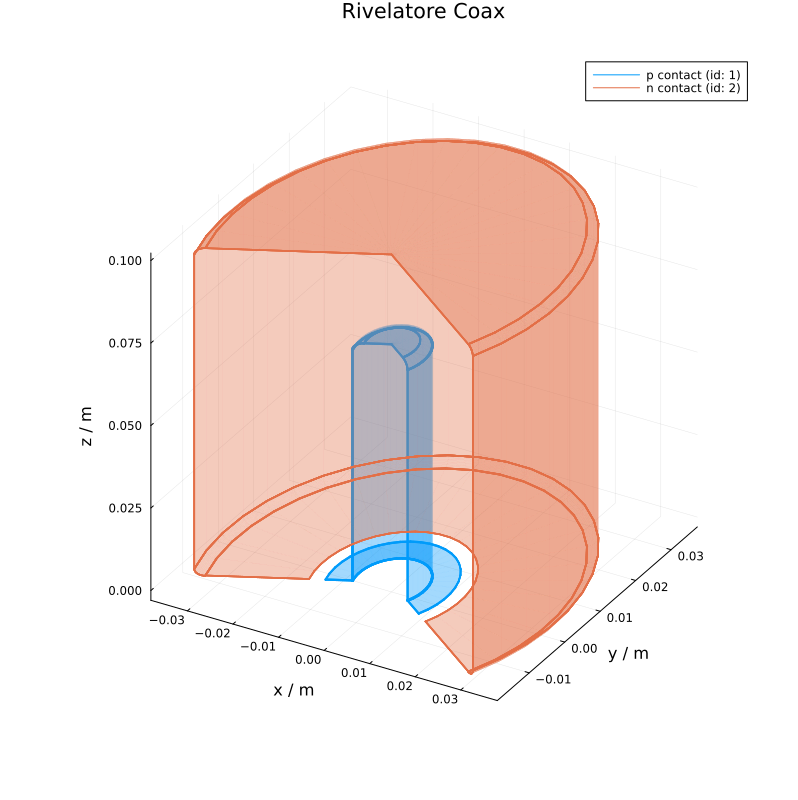 Rivelatore Coax
p contact (id: 1)
n contact (id: 2)
0.100
0.075
0.050
0.025
0.000
z / m
−0.03
−0.02
−0.01
0.00
0.01
0.02
0.03
x / m
−0.01
0.00
0.01
0.02
0.03
y / m